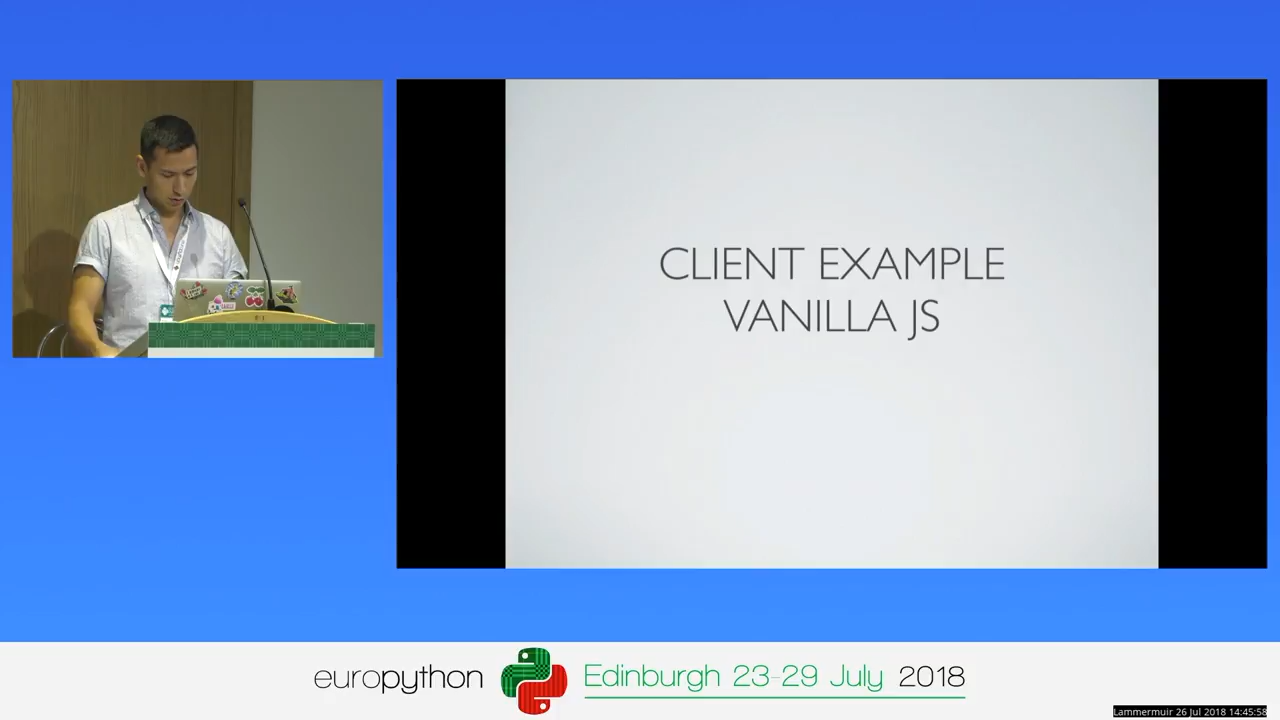 CLIENT EXAMPLE
VANILLA JS
europython Edinburgh 23-29 July 2018
Lammermuir 26 Jul 2018 14:45:58